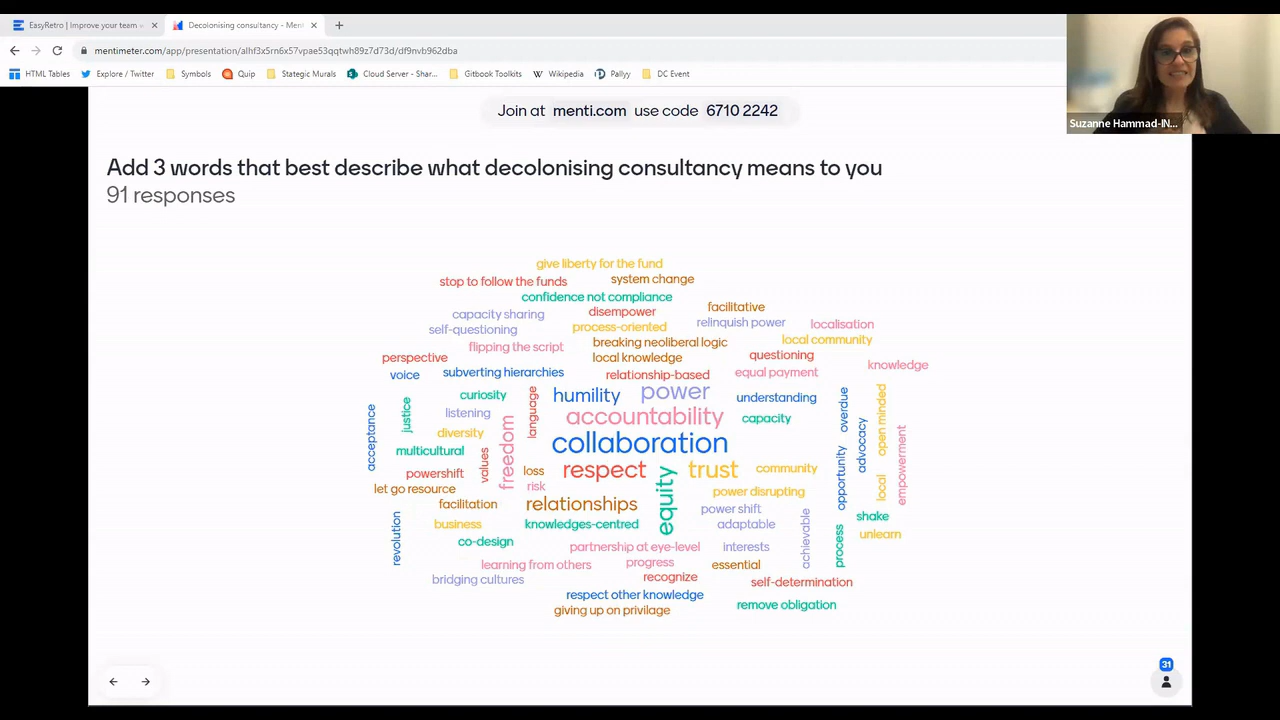 EasyRetro | Improve your team w
Decolonising consultancy - Ment
mentimeter.com/app/presentation/alhf3x5rn6x57vpae53qqtwh89z7d73d/df9nvb962dba
HTML Tables
Explore / Twitter
Symbols
Quip
Stategic Murals
Cloud Server - Shar...
Gitbook Toolkits
Wikipedia
Pallyy
DC Event
Suzanne Hammad-IN...
Join at menti.com use code 6710 2242
Add 3 words that best describe what decolonising consultancy means to you
91 responses
give liberty for the fund
stop to follow the funds
system change
confidence not compliance
capacity sharing
disempower
facilitative
self-questioning
process-oriented
relinquish power
localisation
flipping the script
breaking neoliberal logic
local community
perspective
local knowledge
questioning
knowledge
voice
subverting hierarchies
relationship-based
equal payment
curiosity
language
humility
power
understanding
overdue
open minded
acceptance
justice
listening
freedom
accountability
capacity
advocacy
diversity
collaboration
multicultural
values
empowerment
powershift
loss
respect
trust
community
opportunity
local
let go resource
risk
equity
power disrupting
facilitation
relationships
power shift
achievable
shake
revolution
business
knowledges-centred
adaptable
process
unlearn
co-design
partnership at eye-level
interests
learning from others
progress
essential
bridging cultures
recognize
self-determination
respect other knowledge
remove obligation
giving up on privilage
31